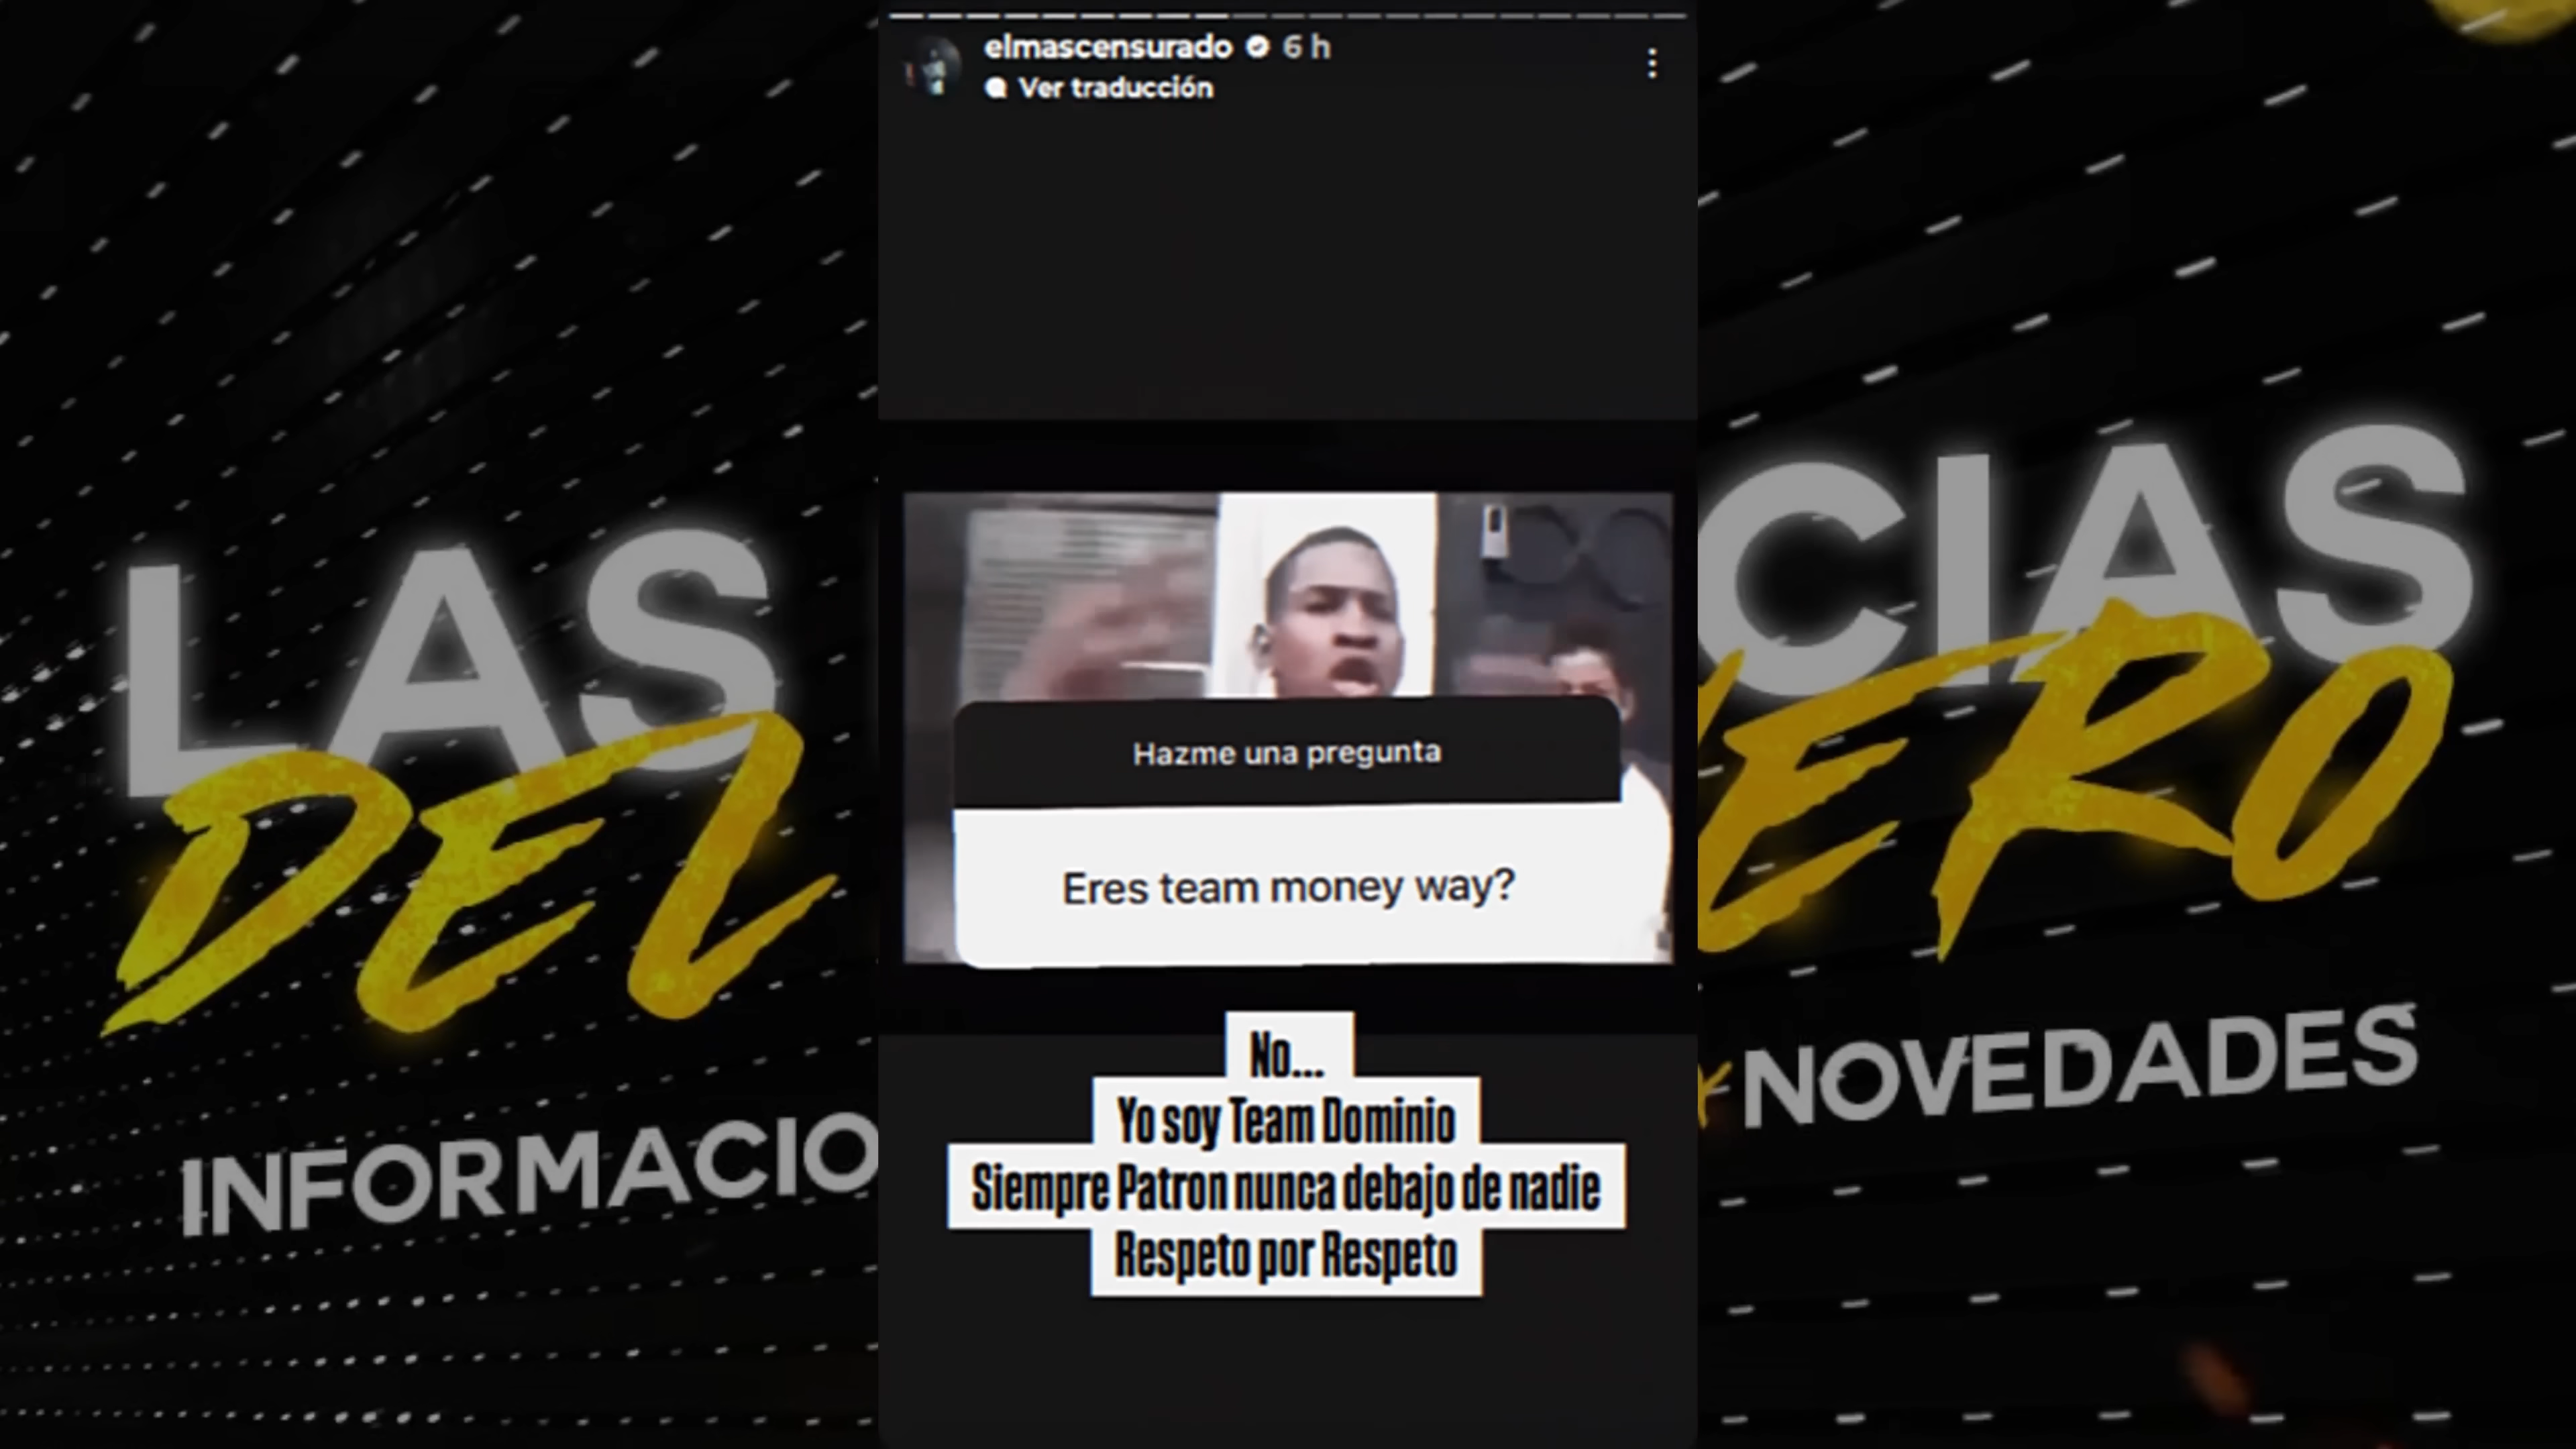 elmascensurado 6 h
Ver traducción
LAS
CIAS
DEL
ERO
INFORMACIO
NOVEDADES
Hazme una pregunta
Eres team money way?
No...
Yo soy Team Dominio
Siempre Patron nunca debajo de nadie
Respeto por Respeto